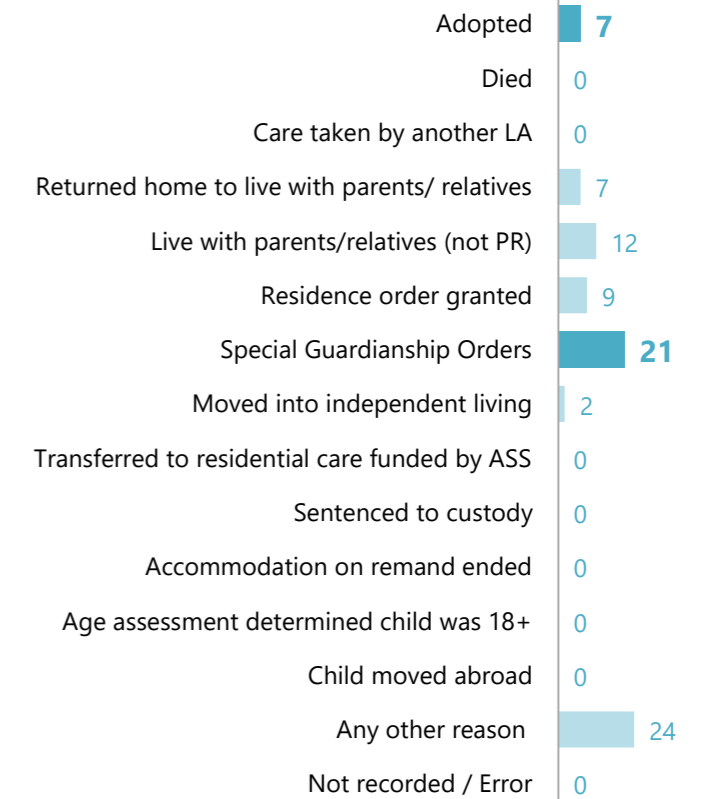 Adopted 7
Died 0
Care taken by another LA 0
Returned home to live with parents/ relatives 7
Live with parents/relatives (not PR) 12
Residence order granted 9
Special Guardianship Orders 21
Moved into independent living 2
Transferred to residential care funded by ASS 0
Sentenced to custody 0
Accommodation on remand ended 0
Age assessment determined child was 18+ 0
Child moved abroad 0
Any other reason 24
Not recorded / Error 0